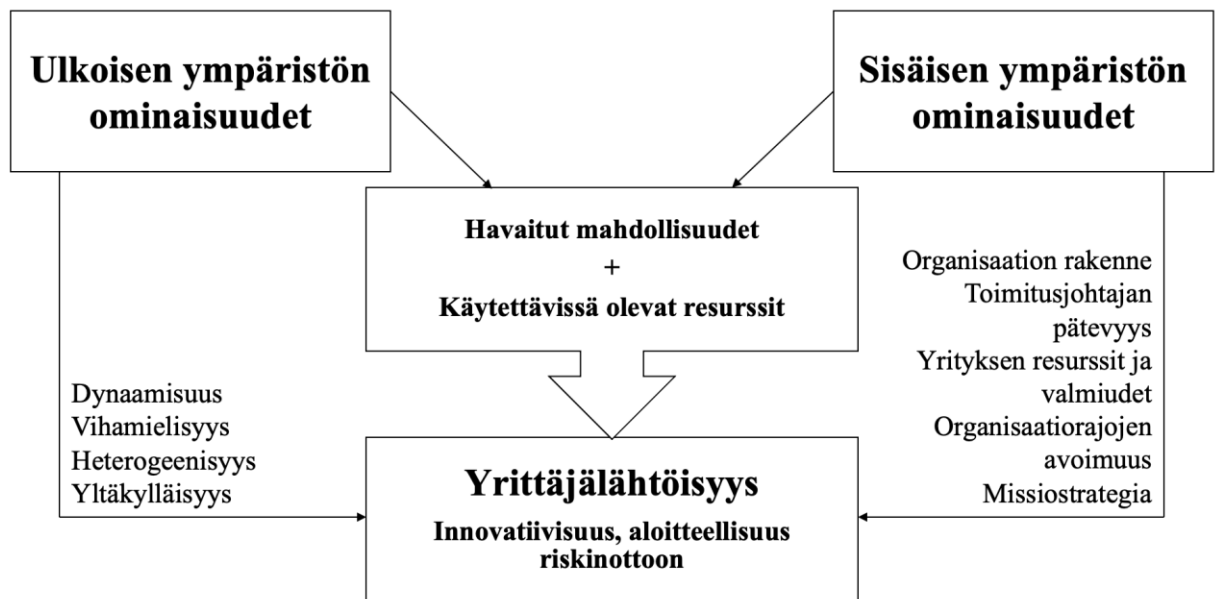 Ulkoisen ympäristön
ominaisuudet
Sisäisen ympäristön
ominaisuudet
Havaitut mahdollisuudet
+
Käytettävissä olevat resurssit
Organisaation rakenne
Toimitusjohtajan
pätevyys
Yrityksen resurssit ja
valmiudet
Organisaatiorajojen
avoimuus
Missiostrategia
Dynaamisuus
Vihamielisyys
Heterogeenisyys
Yltäkylläisyys
Yrittäjälähtöisyys
Innovatiivisuus, aloitteellisuus
riskinottoon